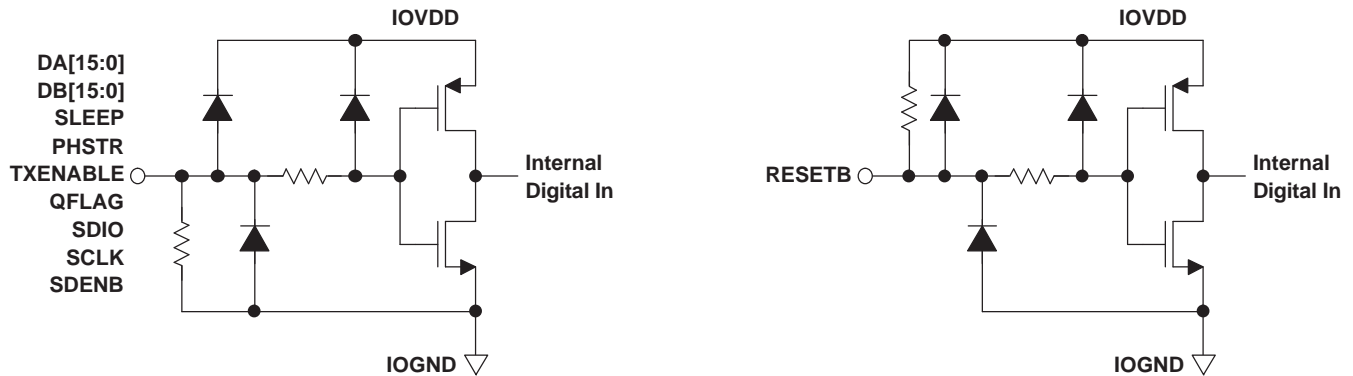 IOVDD
DA[15:0]
DB[15:0]
SLEEP
PHSTR
TXENABLE
QFLAG
SDIO
SCLK
SDENB
Internal
Digital In
IOGND
IOVDD
RESETB
Internal
Digital In
IOGND